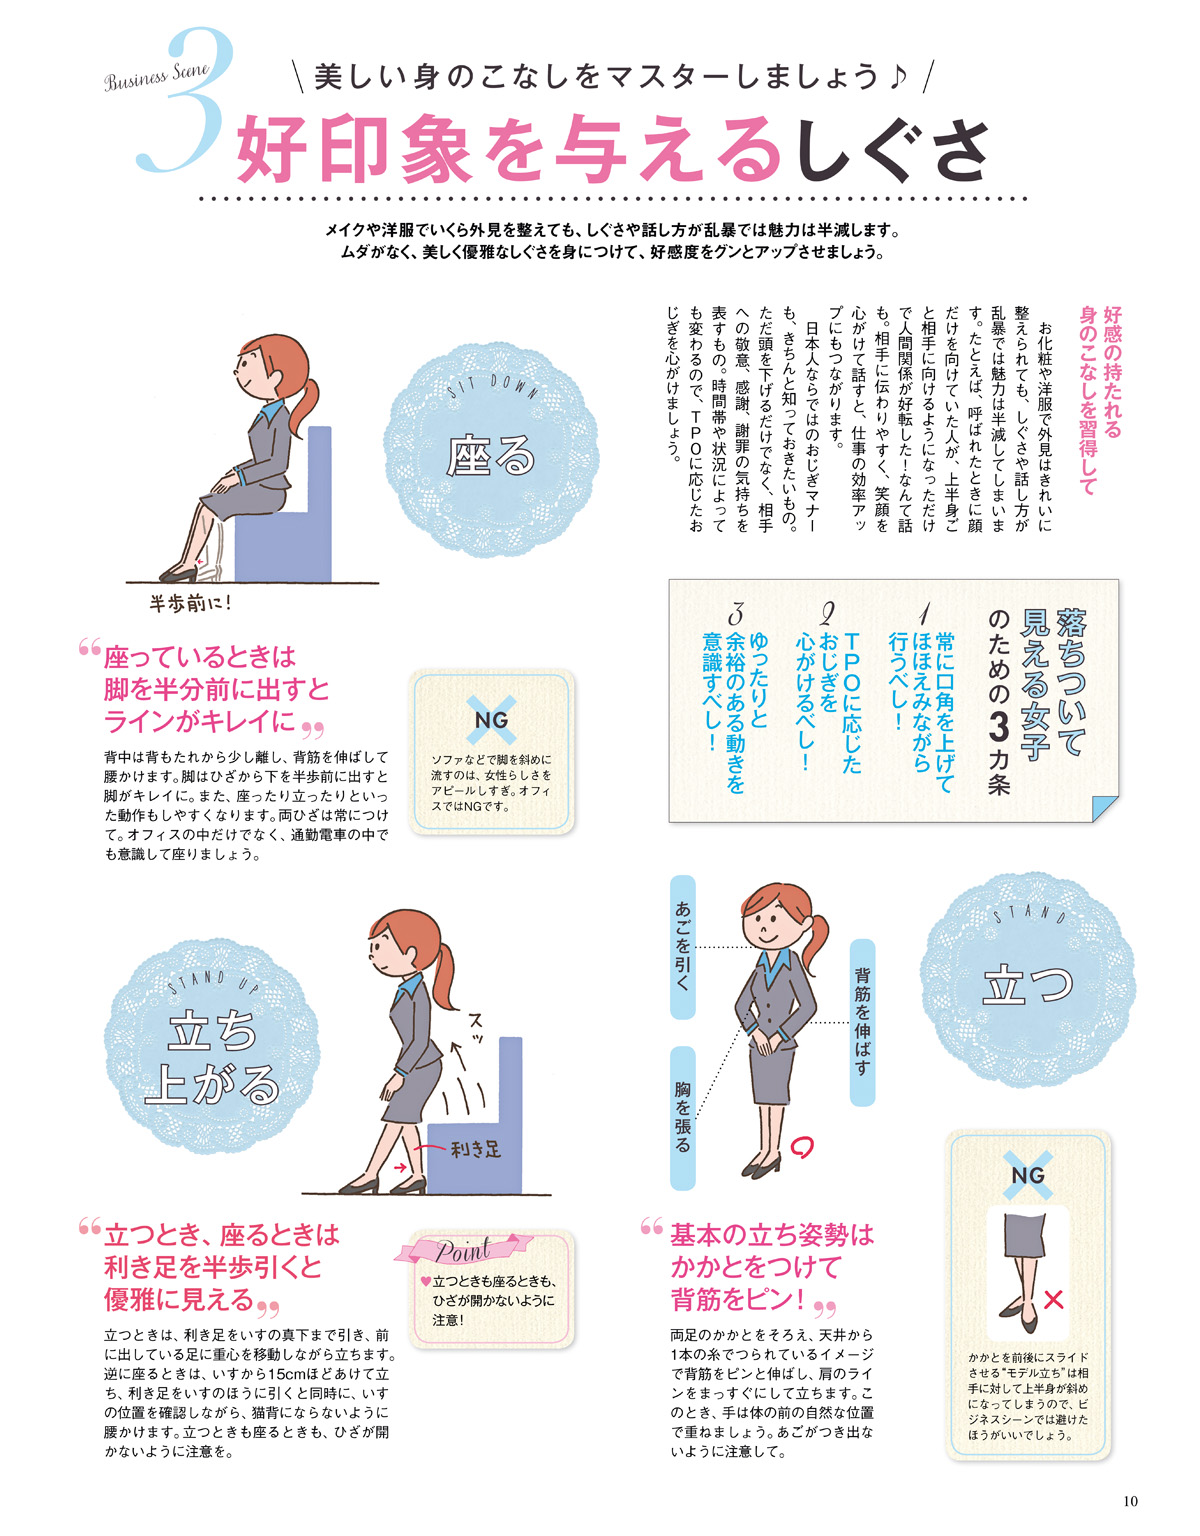 Business Scene
3
美しい身のこなしをマスターしましょう♪
好印象を与えるしぐさ
メイクや洋服でいくら外見を整えても、しぐさや話し方が乱暴では魅力は半減します。
ムダがなく、美しく優雅なしぐさを身につけて、好感度をグンとアップさせましょう。
好感の持たれる
身のこなしを習得して
お化粧や洋服で外見はきれいに
整えられても、しぐさや話し方が
乱暴では魅力は半減してしまいま
す。たとえば、呼ばれたときに顔
だけを向けていた人が、上半身ご
と相手に向けるようになっただけ
で人間関係が好転した！なんて話
も。相手に伝わりやすく、笑顔を
心がけて話すと、仕事の効率アッ
プにもつながります。
日本人ならではのおじぎマナー
も、きちんと知っておきたいもの。
ただ頭を下げるだけでなく、相手
への敬意、感謝、謝罪の気持ちを
表すもの。時間帯や状況によって
も変わるので、TPOに応じたお
じぎを心がけましょう。
落ちついて
見える女子
のための3カ条
1
常に口角を上げて
ほほえみながら
行うべし！
2
TPOに応じた
おじぎを
心がけるべし！
3
ゆったりと
余裕のある動きを
意識すべし！
SIT DOWN
座る
半歩前に！
“座っているときは
脚を半分前に出すと
ラインがキレイに”
背中は背もたれから少し離し、背筋を伸ばして
腰かけます。脚はひざから下を半歩前に出すと
脚がキレイに。また、座ったり立ったりといっ
た動作もしやすくなります。両ひざは常につけ
て。オフィスの中だけでなく、通勤電車の中で
も意識して座りましょう。
NG
ソファなどで脚を斜めに
流すのは、女性らしさを
アピールしすぎ。オフィ
スではNGです。
STAND UP
立ち
上がる
スッ
利き足
“立つとき、座るときは
利き足を半歩引くと
優雅に見える”
立つときは、利き足をいすの真下まで引き、前
に出している足に重心を移動しながら立ちます。
逆に座るときは、いすから15cmほどあけて立
ち、利き足をいすのほうに引くと同時に、いす
の位置を確認しながら、猫背にならないように
腰かけます。立つときも座るときも、ひざが開
かないように注意を。
Point
♥立つときも座るときも、
ひざが開かないように
注意！
STAND
立つ
あごを引く
背筋を伸ばす
胸を張る
“基本の立ち姿勢は
かかとをつけて
背筋をピン！”
両足のかかとをそろえ、天井から
1本の糸でつられているイメージ
で背筋をピンと伸ばし、肩のライ
ンをまっすぐにして立ちます。こ
のとき、手は体の前の自然な位置
で重ねましょう。あごがつき出な
いように注意して。
NG
かかとを前後にスライド
させる“モデル立ち”は相
手に対して上半身が斜め
になってしまうので、ビ
ジネスシーンでは避けた
ほうがいいでしょう。
10